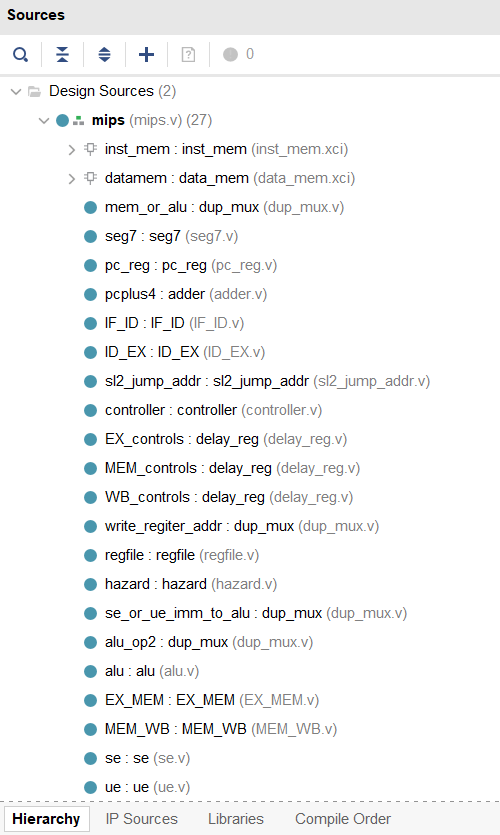 Sources
0
Design Sources (2)
mips (mips.v) (27)
inst_mem : inst_mem (inst_mem.xci)
datamem : data_mem (data_mem.xci)
mem_or_alu : dup_mux (dup_mux.v)
seg7 : seg7 (seg7.v)
pc_reg : pc_reg (pc_reg.v)
pcplus4 : adder (adder.v)
IF_ID : IF_ID (IF_ID.v)
ID_EX : ID_EX (ID_EX.v)
sl2_jump_addr : sl2_jump_addr (sl2_jump_addr.v)
controller : controller (controller.v)
EX_controls : delay_reg (delay_reg.v)
MEM_controls : delay_reg (delay_reg.v)
WB_controls : delay_reg (delay_reg.v)
write_regiter_addr : dup_mux (dup_mux.v)
regfile : regfile (regfile.v)
hazard : hazard (hazard.v)
se_or_ue_imm_to_alu : dup_mux (dup_mux.v)
alu_op2 : dup_mux (dup_mux.v)
alu : alu (alu.v)
EX_MEM : EX_MEM (EX_MEM.v)
MEM_WB : MEM_WB (MEM_WB.v)
se : se (se.v)
ue : ue (ue.v)
Hierarchy IP Sources Libraries Compile Order